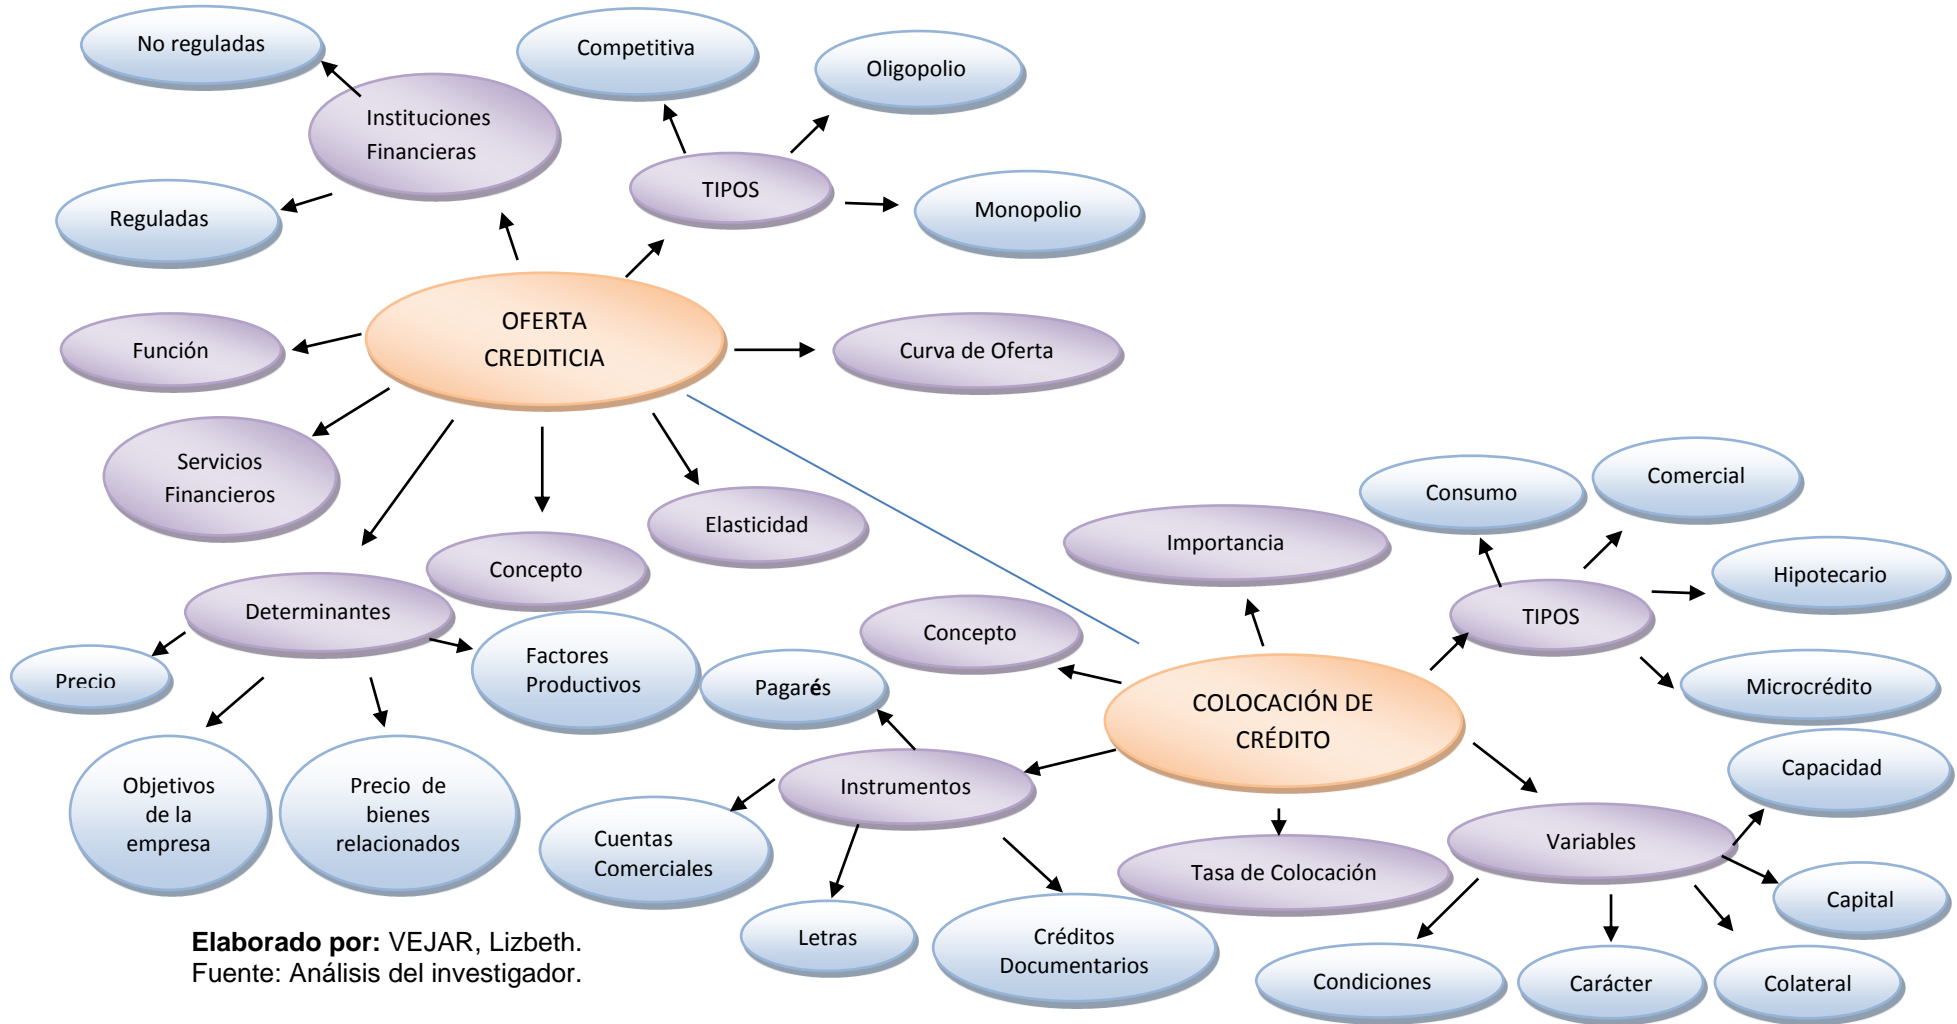 No reguladas
Competitiva
Oligopolio
Instituciones
Financieras
TIPOS
Reguladas
Monopolio
OFERTA
CREDITICIA
Función
Curva de Oferta
Servicios
Financieros
Elasticidad
Concepto
Determinantes
Precio
Factores
Productivos
Objetivos
de la
empresa
Precio de
bienes
relacionados
Consumo
Comercial
Importancia
Hipotecario
TIPOS
Concepto
Microcrédito
Pagarés
COLOCACIÓN DE
CRÉDITO
Capacidad
Instrumentos
Variables
Cuentas
Comerciales
Tasa de Colocación
Capital
Letras
Créditos
Documentarios
Condiciones
Carácter
Colateral
Elaborado por: VEJAR, Lizbeth.
Fuente: Análisis del investigador.